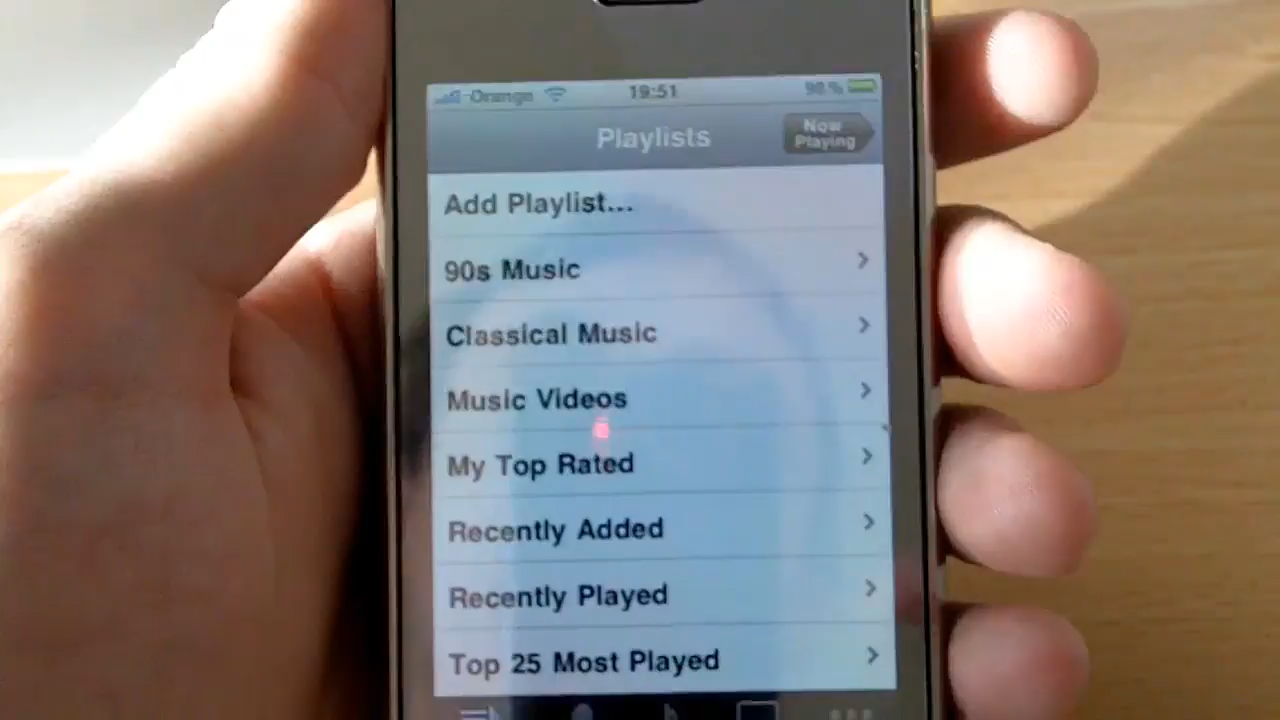 Orange 19:51 98%
Playlists
Now
Playing
Add Playlist...
90s Music
Classical Music
Music Videos
My Top Rated
Recently Added
Recently Played
Top 25 Most Played